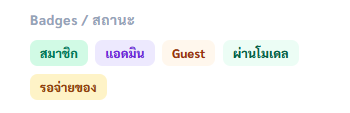 Badges / สถานะ
สมาชิก แอดมิน Guest ผ่านโมเดล
รอจ่ายของ